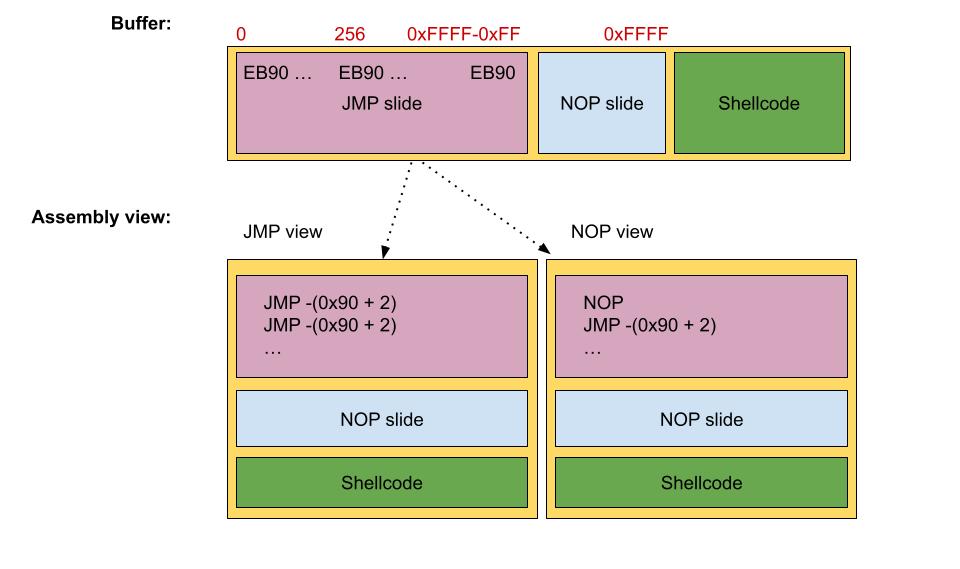 Buffer:
0 256 0xFFFF-0xFF 0xFFFF
EB90 … EB90 … EB90
JMP slide
NOP slide
Shellcode
Assembly view:
JMP view
NOP view
JMP -(0x90 + 2)
JMP -(0x90 + 2)
…
NOP slide
Shellcode
NOP
JMP -(0x90 + 2)
…
NOP slide
Shellcode